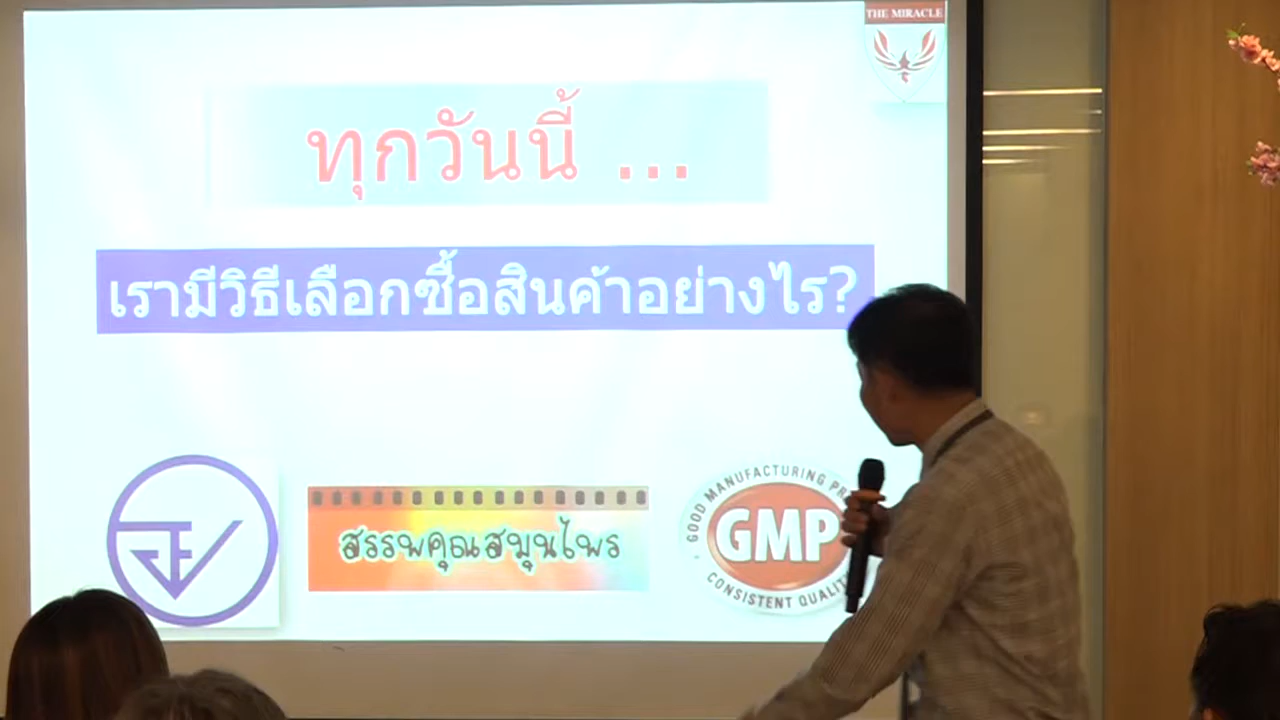 THE MIRACLE
ทุกวันนี้ ...
เรามีวิธีเลือกซื้อสินค้าอย่างไร?
อย
สรรพคุณสมุนไพร
GOOD MANUFACTURING
GMP
CONSISTENT